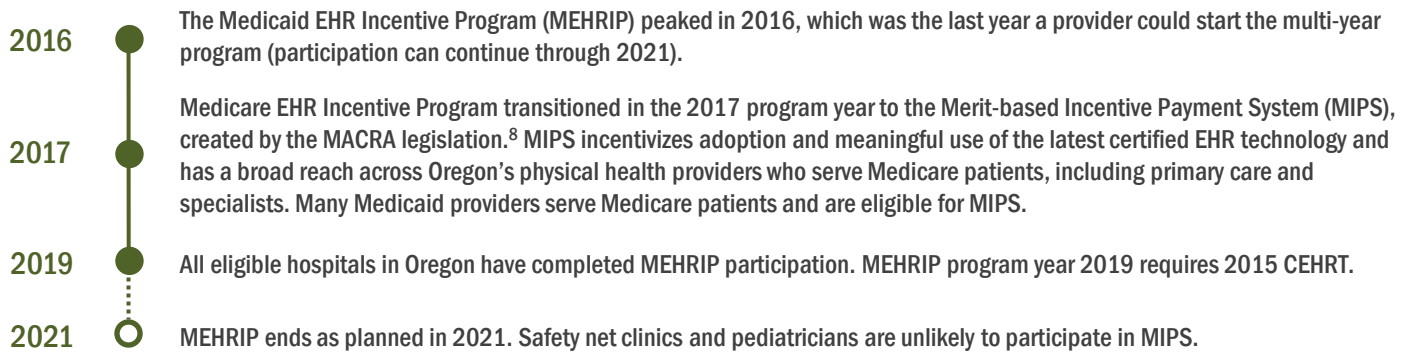 2016
The Medicaid EHR Incentive Program (MEHRIP) peaked in 2016, which was the last year a provider could start the multi-year
program (participation can continue through 2021).
2017
Medicare EHR Incentive Program transitioned in the 2017 program year to the Merit-based Incentive Payment System (MIPS),
created by the MACRA legislation.8 MIPS incentivizes adoption and meaningful use of the latest certified EHR technology and
has a broad reach across Oregon’s physical health providers who serve Medicare patients, including primary care and
specialists. Many Medicaid providers serve Medicare patients and are eligible for MIPS.
2019
All eligible hospitals in Oregon have completed MEHRIP participation. MEHRIP program year 2019 requires 2015 CEHRT.
2021
MEHRIP ends as planned in 2021. Safety net clinics and pediatricians are unlikely to participate in MIPS.